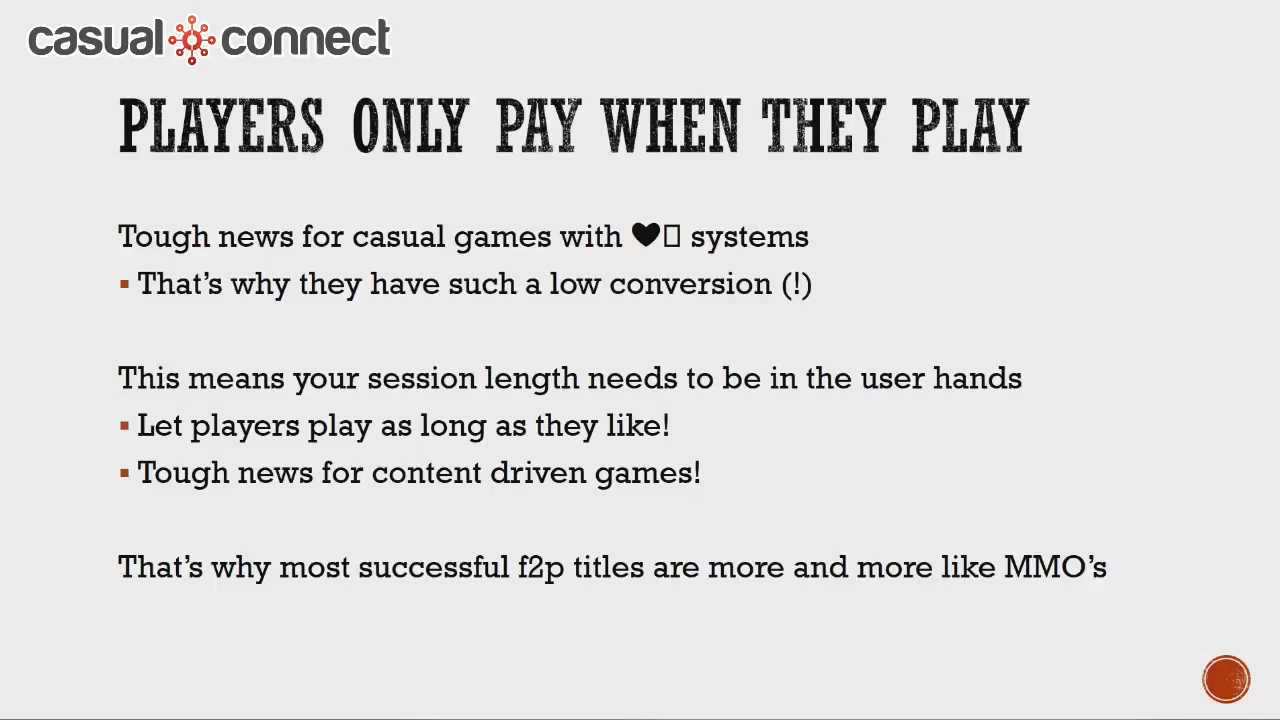 casual connect
PLAYERS ONLY PAY WHEN THEY PLAY
Tough news for casual games with ♥□ systems
▪ That’s why they have such a low conversion (!)
This means your session length needs to be in the user hands
▪ Let players play as long as they like!
▪ Tough news for content driven games!
That’s why most successful f2p titles are more and more like MMO’s